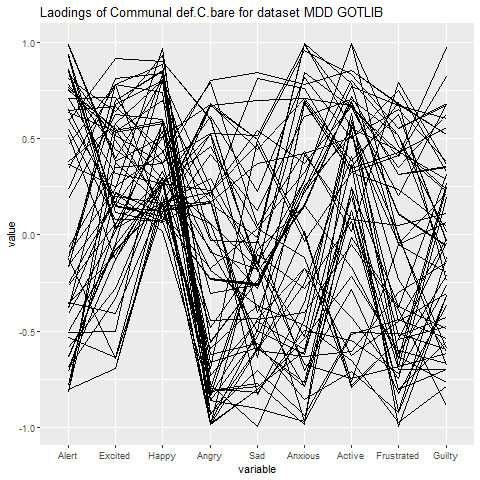 Laodings of Communal def.C.bare for dataset MDD GOTLIB
1.0
0.5
0.0
-0.5
-1.0
value
Alert Excited Happy Angry Sad Anxious Active Frustrated Guilty
variable